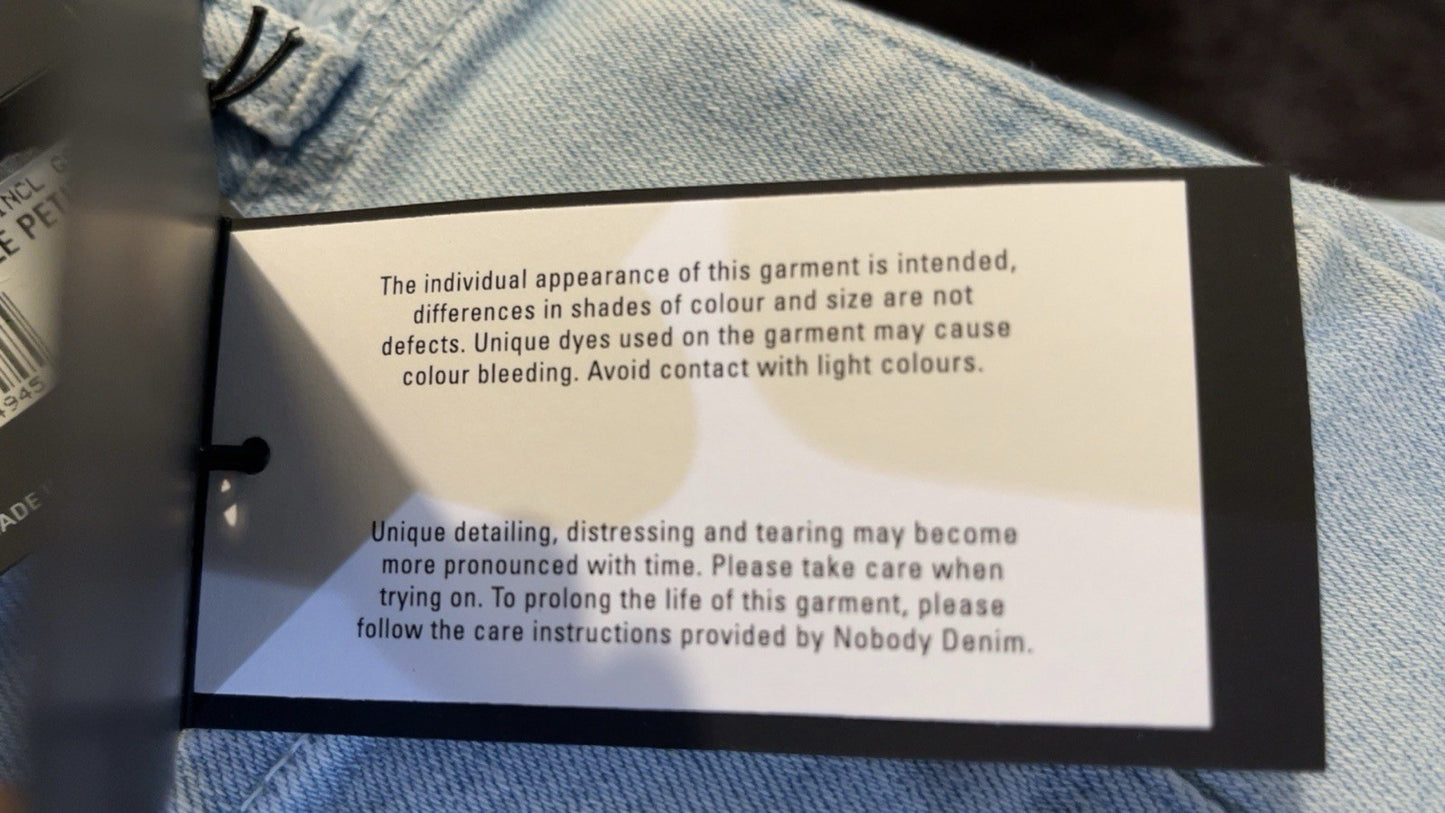 INCL
PET
The individual appearance of this garment is intended,
differences in shades of colour and size are not
defects. Unique dyes used on the garment may cause
colour bleeding. Avoid contact with light colours.
Unique detailing, distressing and tearing may become
more pronounced with time. Please take care when
trying on. To prolong the life of this garment, please
follow the care instructions provided by Nobody Denim.